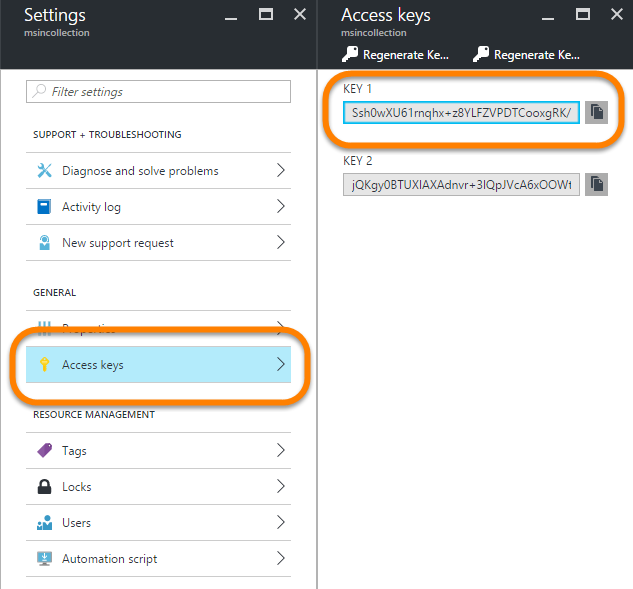 Settings
msincollection
Filter settings
SUPPORT + TROUBLESHOOTING
Diagnose and solve problems
Activity log
New support request
GENERAL
Properties
Access keys
RESOURCE MANAGEMENT
Tags
Locks
Users
Automation script
Access keys
msincollection
Regenerate Ke... Regenerate Ke...
KEY 1
Ssh0wXU61rnqhx+z8YLFZVPDTCooxgRK/
KEY 2
jQKgy0BTUXIAXAdnvr+3IQpJVcA6xOOWt